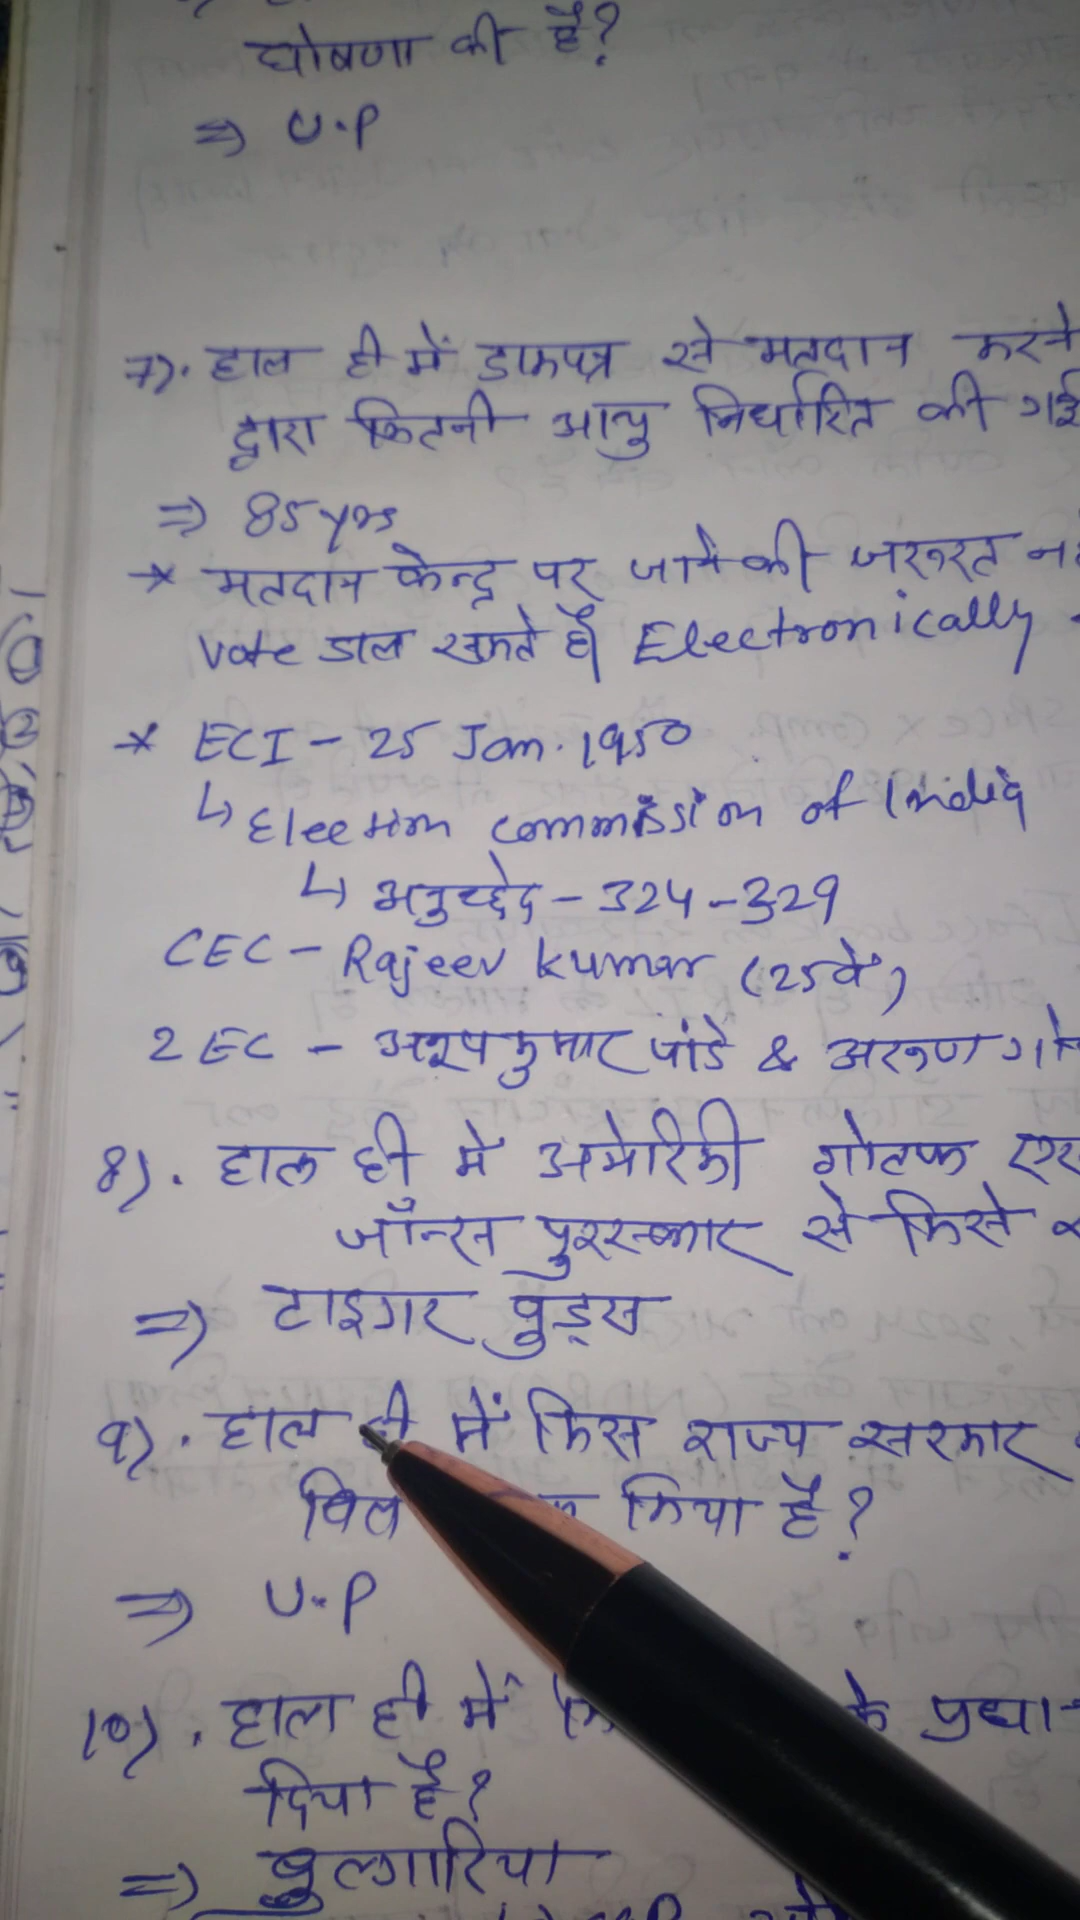 घोषणा की है?
⇒ U.P
7). हाल ही में डाकपत्र से मतदान करने
द्वारा कितनी आयु निर्धारित की गई
⇒ 85 yrs
* मतदान केन्द्र पर जाने की जरूरत
vote डाल सकते हैं Electronically
* ECI - 25 Jan. 1950
↳ Election commission of India
↳ अनुच्छेद - 324 - 329
CEC - Rajeev kumar (25वे)
2 EC - अनूप कुमार पांडे & अरूण
8). हाल ही में अमेरिकी गोल्फ
जॉन्स पुरस्कार से किसे
⇒ टाइगर वुड्स
9). हाल ही में किस राज्य सरकार
किया है?
⇒ U.P
10). हाल ही में के
दिया है?
⇒ बुल्गारिया